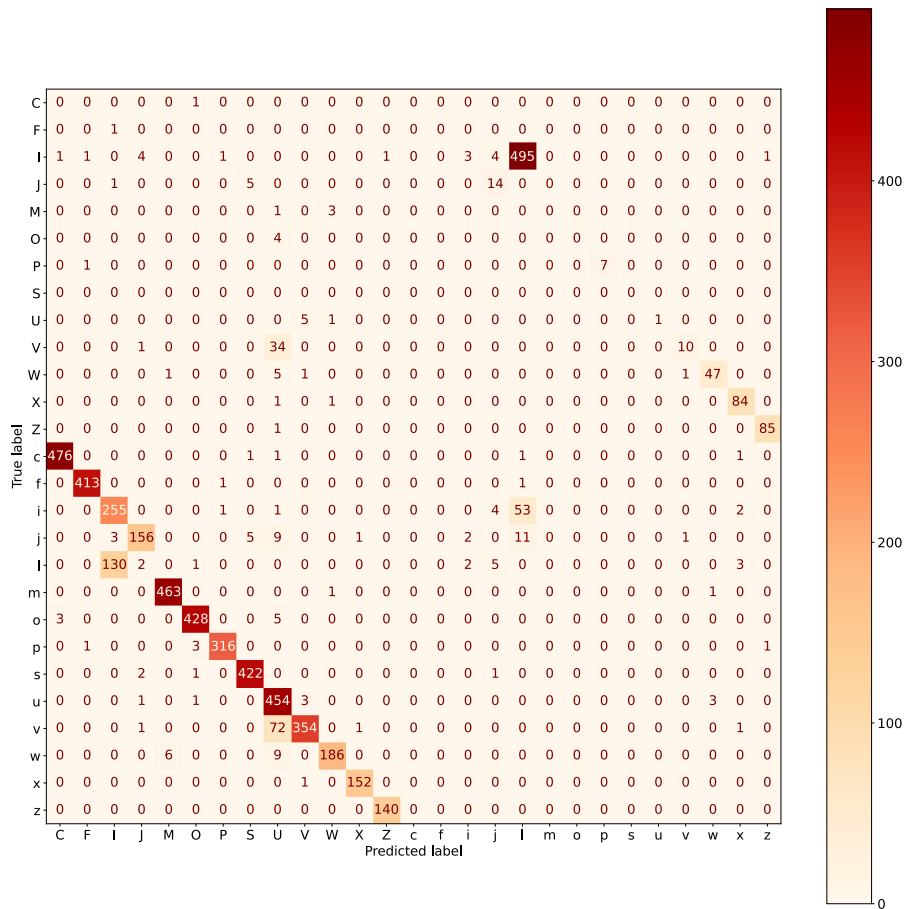 C 0 0 0 0 0 1 0 0 0 0 0 0 0 0 0 0 0 0 0 0 0 0 0 0 0 0 0
F 0 0 1 0 0 0 0 0 0 0 0 0 0 0 0 0 0 0 0 0 0 0 0 0 0 0 0
I 1 1 0 4 0 0 1 0 0 0 0 0 1 0 0 3 4 495 0 0 0 0 0 0 0 0 1
J 0 0 1 0 0 0 0 5 0 0 0 0 0 0 0 0 14 0 0 0 0 0 0 0 0 0 0
M 0 0 0 0 0 0 0 0 1 0 3 0 0 0 0 0 0 0 0 0 0 0 0 0 0 0 0
O 0 0 0 0 0 0 0 0 4 0 0 0 0 0 0 0 0 0 0 0 0 0 0 0 0 0 0
P 0 1 0 0 0 0 0 0 0 0 0 0 0 0 0 0 0 0 0 0 7 0 0 0 0 0 0
S 0 0 0 0 0 0 0 0 0 0 0 0 0 0 0 0 0 0 0 0 0 0 0 0 0 0 0
U 0 0 0 0 0 0 0 0 0 5 1 0 0 0 0 0 0 0 0 0 0 0 1 0 0 0 0
V 0 0 0 1 0 0 0 0 34 0 0 0 0 0 0 0 0 0 0 0 0 0 0 10 0 0 0
W 0 0 0 0 1 0 0 0 5 1 0 0 0 0 0 0 0 0 0 0 0 0 0 1 47 0 0
X 0 0 0 0 0 0 0 0 1 0 1 0 0 0 0 0 0 0 0 0 0 0 0 0 0 84 0
Z 0 0 0 0 0 0 0 0 1 0 0 0 0 0 0 0 0 0 0 0 0 0 0 0 0 0 85
c 476 0 0 0 0 0 0 1 1 0 0 0 0 0 0 0 0 1 0 0 0 0 0 0 0 1 0
f 0 413 0 0 0 0 1 0 0 0 0 0 0 0 0 0 0 1 0 0 0 0 0 0 0 0 0
i 0 0 255 0 0 0 1 0 1 0 0 0 0 0 0 0 4 53 0 0 0 0 0 0 0 2 0
j 0 0 3 156 0 0 0 5 9 0 0 1 0 0 0 2 0 11 0 0 0 0 0 1 0 0 0
l 0 0 130 2 0 1 0 0 0 0 0 0 0 0 0 2 5 0 0 0 0 0 0 0 0 3 0
m 0 0 0 0 463 0 0 0 0 0 1 0 0 0 0 0 0 0 0 0 0 0 0 0 1 0 0
o 3 0 0 0 0 428 0 0 5 0 0 0 0 0 0 0 0 0 0 0 0 0 0 0 0 0 0
p 0 1 0 0 0 3 316 0 0 0 0 0 0 0 0 0 0 0 0 0 0 0 0 0 0 0 1
s 0 0 0 2 0 1 0 422 0 0 0 0 0 0 0 0 1 0 0 0 0 0 0 0 0 0 0
u 0 0 0 1 0 1 0 0 454 3 0 0 0 0 0 0 0 0 0 0 0 0 0 0 3 0 0
v 0 0 0 1 0 0 0 0 72 354 0 1 0 0 0 0 0 0 0 0 0 0 0 0 0 1 0
w 0 0 0 0 6 0 0 0 9 0 186 0 0 0 0 0 0 0 0 0 0 0 0 0 0 0 0
x 0 0 0 0 0 0 0 0 0 1 0 152 0 0 0 0 0 0 0 0 0 0 0 0 0 0 0
z 0 0 0 0 0 0 0 0 0 0 0 0 140 0 0 0 0 0 0 0 0 0 0 0 0 0 0
C F I J M O P S U V W X Z c f i j l m o p s u v w x z
Predicted label
True label
400
300
200
100
0